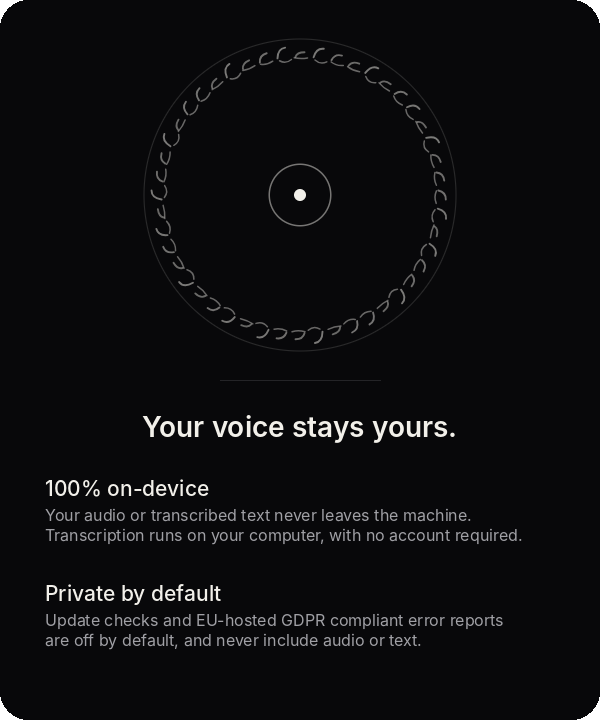 Your voice stays yours.
100% on-device
Your audio or transcribed text never leaves the machine.
Transcription runs on your computer, with no account required.
Private by default
Update checks and EU-hosted GDPR compliant error reports
are off by default, and never include audio or text.